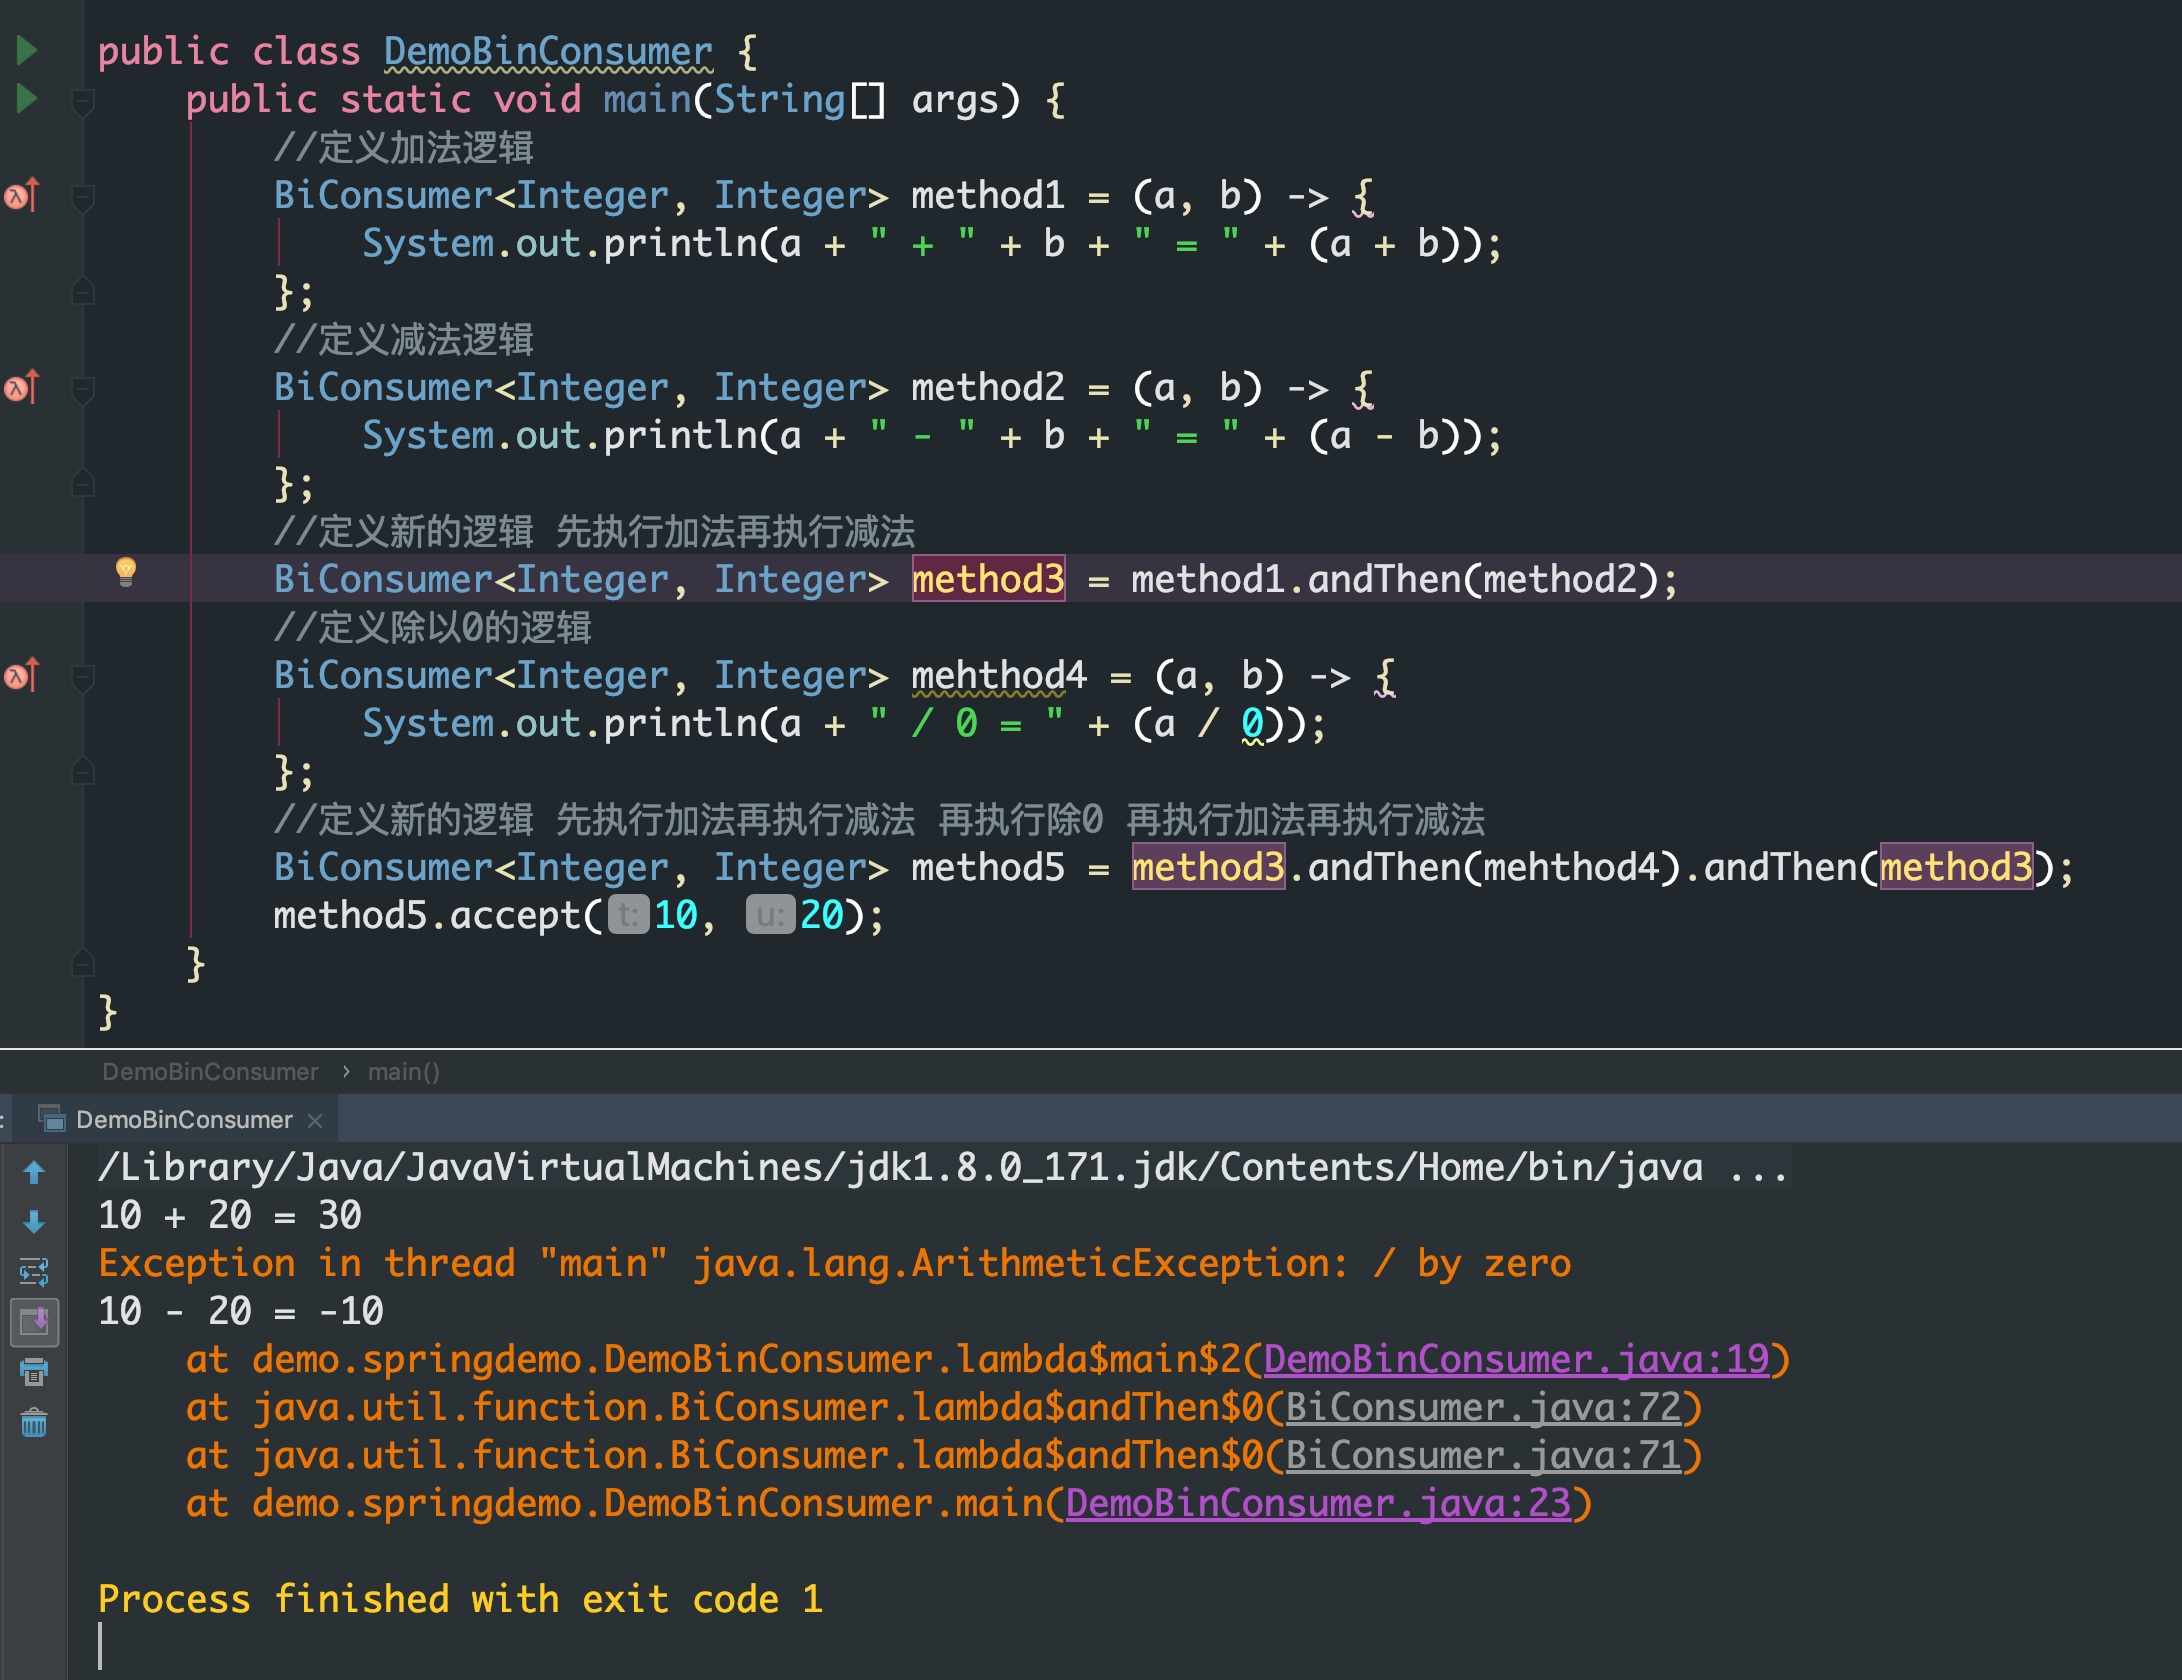 public class DemoBinConsumer {
public static void main(String[] args) {
//定义加法逻辑
BiConsumer<Integer, Integer> method1 = (a, b) -> {
System.out.println(a + " + " + b + " = " + (a + b));
};
//定义减法逻辑
BiConsumer<Integer, Integer> method2 = (a, b) -> {
System.out.println(a + " - " + b + " = " + (a - b));
};
//定义新的逻辑 先执行加法再执行减法
BiConsumer<Integer, Integer> method3 = method1.andThen(method2);
//定义除以0的逻辑
BiConsumer<Integer, Integer> mehthod4 = (a, b) -> {
System.out.println(a + " / 0 = " + (a / 0));
};
//定义新的逻辑 先执行加法再执行减法 再执行除0 再执行加法再执行减法
BiConsumer<Integer, Integer> method5 = method3.andThen(mehthod4).andThen(method3);
method5.accept( t: 10, u: 20);
}
}
DemoBinConsumer › main()
: DemoBinConsumer ×
/Library/Java/JavaVirtualMachines/jdk1.8.0_171.jdk/Contents/Home/bin/java ...
10 + 20 = 30
Exception in thread "main" java.lang.ArithmeticException: / by zero
10 - 20 = -10
at demo.springdemo.DemoBinConsumer.lambda$main$2(DemoBinConsumer.java:19)
at java.util.function.BiConsumer.lambda$andThen$0(BiConsumer.java:72)
at java.util.function.BiConsumer.lambda$andThen$0(BiConsumer.java:71)
at demo.springdemo.DemoBinConsumer.main(DemoBinConsumer.java:23)
Process finished with exit code 1